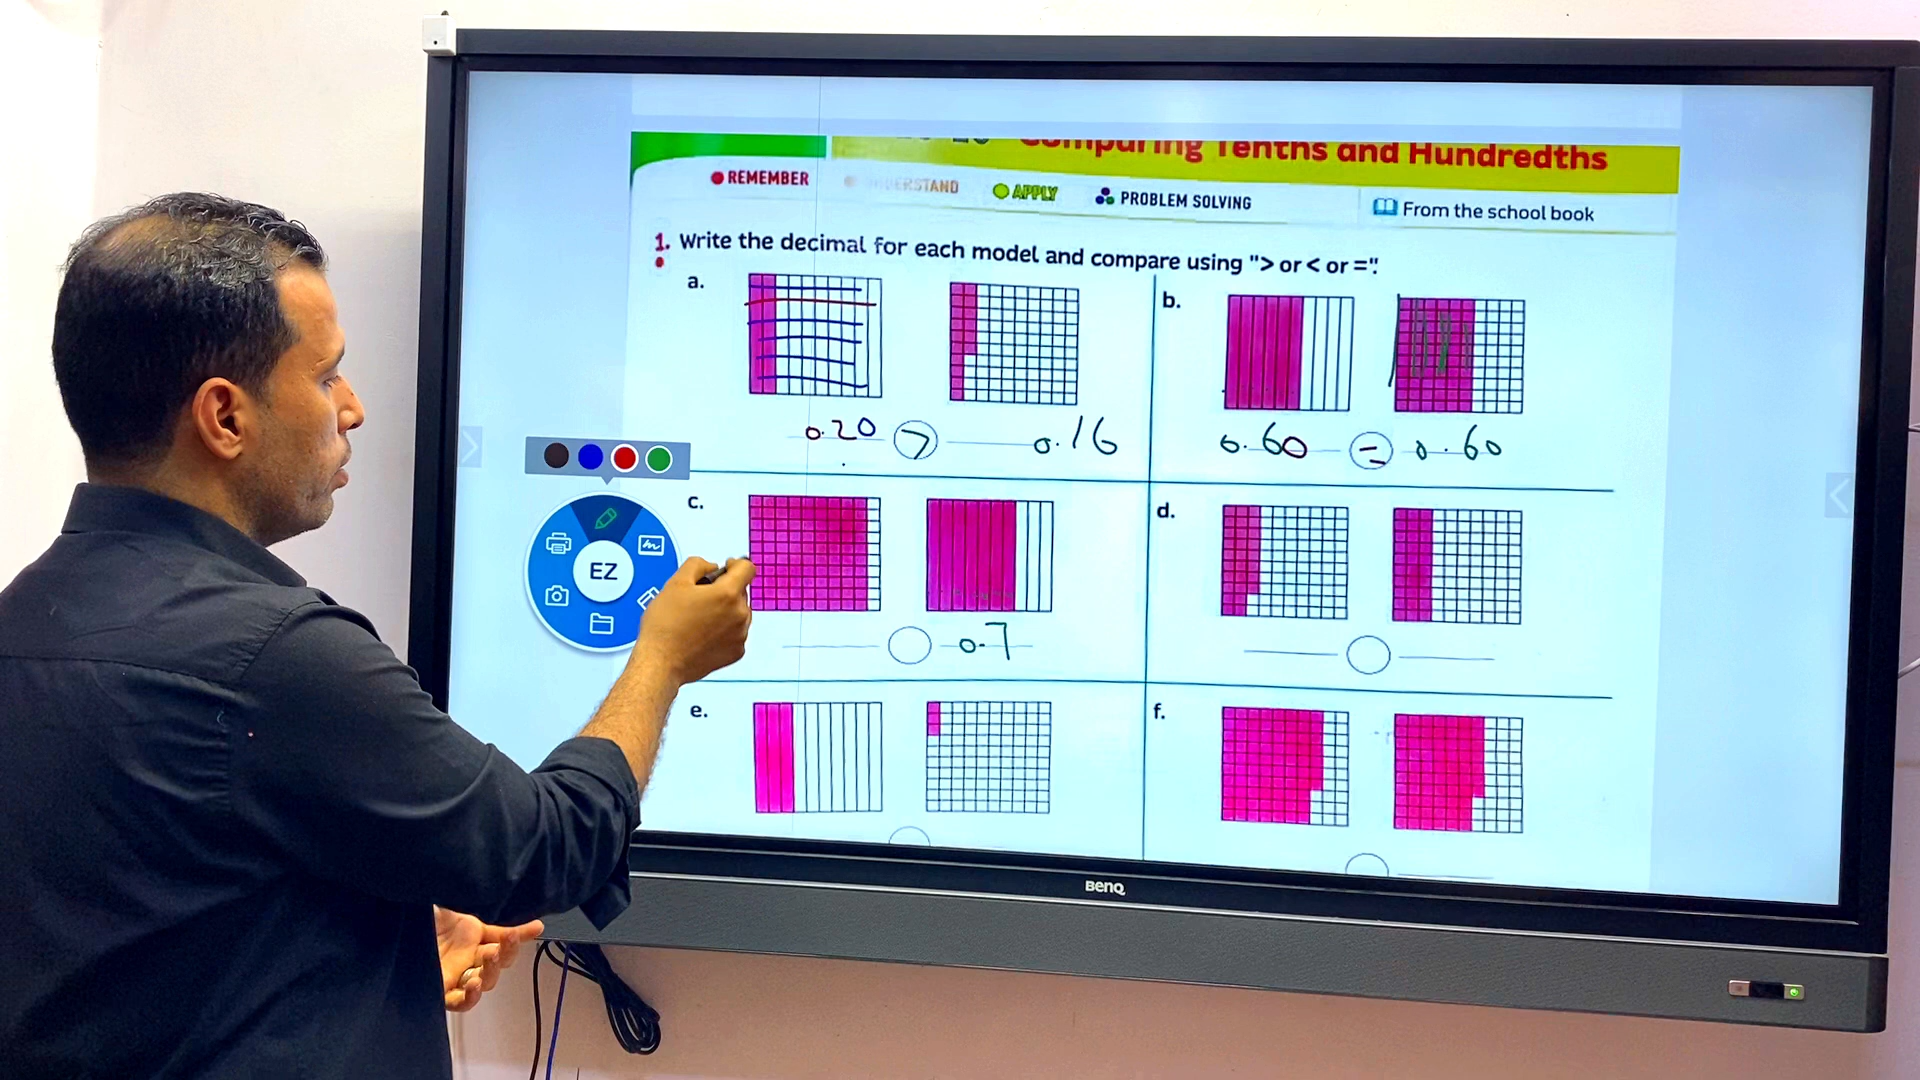 Comparing Tenths and Hundredths
REMEMBER UNDERSTAND APPLY PROBLEM SOLVING From the school book
1. Write the decimal for each model and compare using "> or < or =".
a. b.
0.20 > 0.16 0.60 = 0.60
c. d.
0.7
e. f.
EZ
BenQ